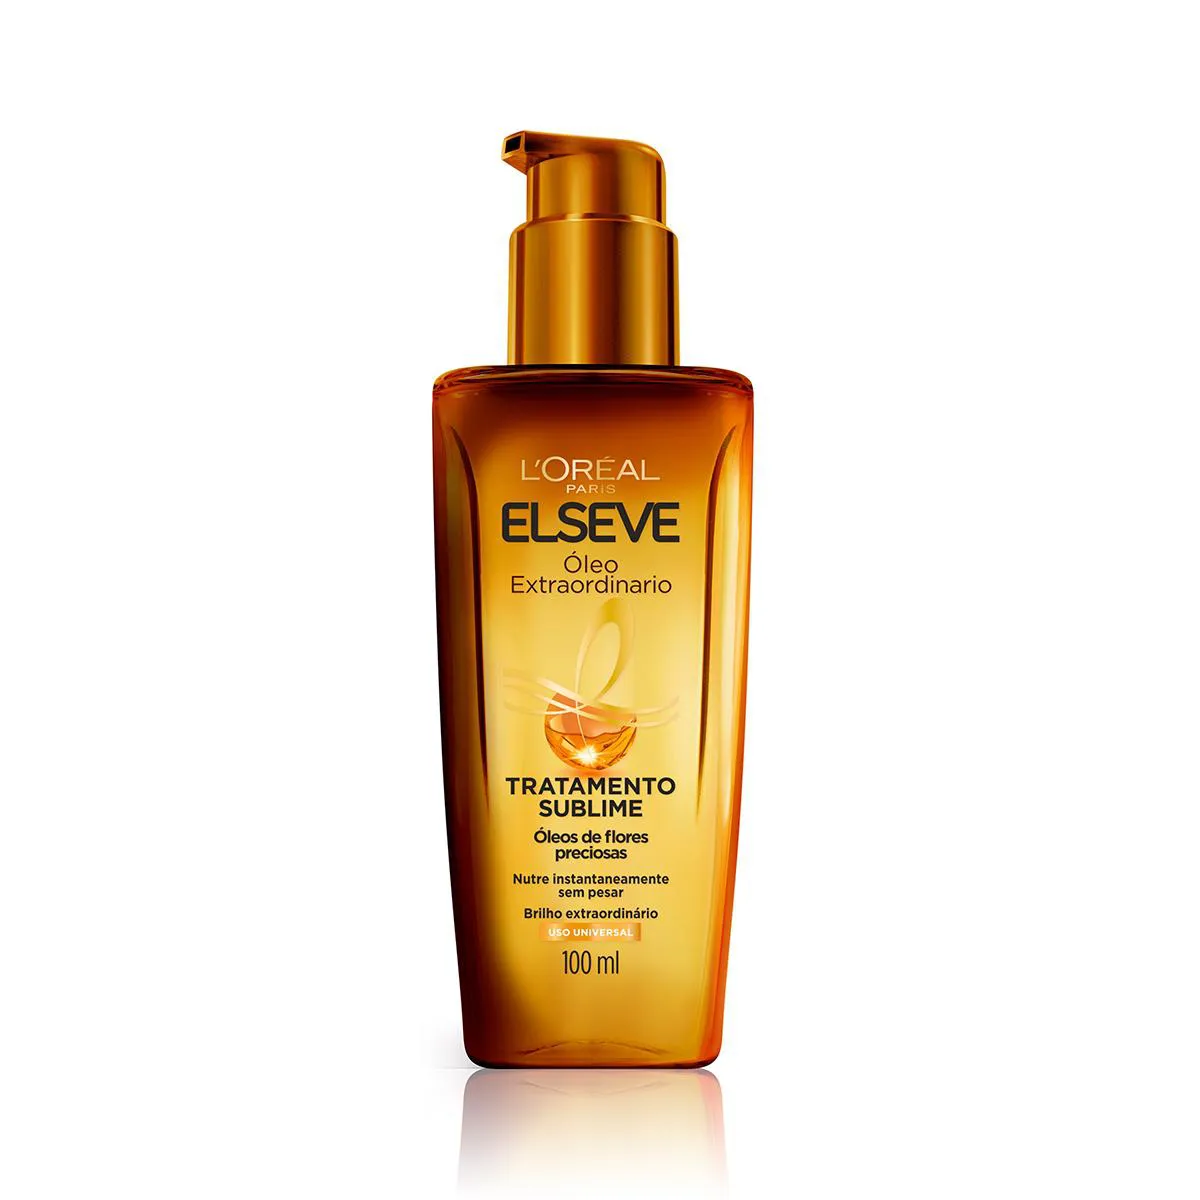 L'ORÉAL
PARIS
ELSEVE
Óleo
Extraordinario
TRATAMENTO
SUBLIME
Óleos de flores
preciosas
Nutre instantaneamente
sem pesar
Brilho extraordinário
USO UNIVERSAL
100 ml